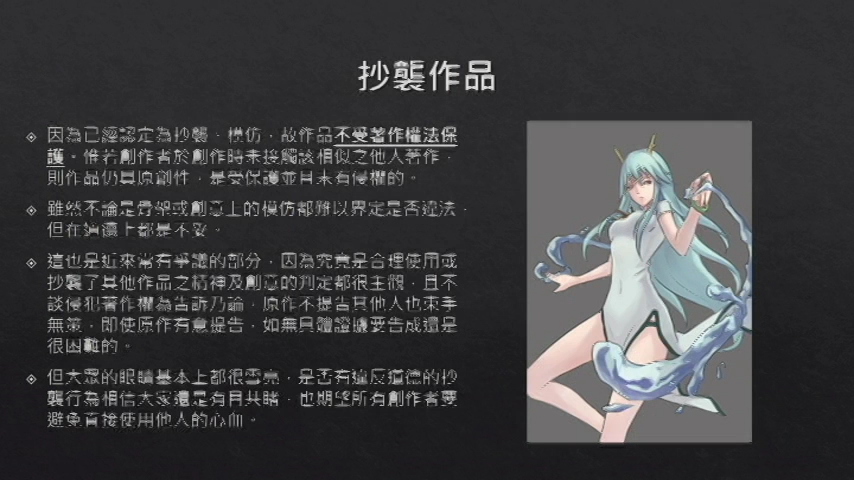 抄襲作品
因為已經認定為抄襲、模仿，故作品不受著作權法保
護。惟若創作者於創作時未接觸該相似之他人著作，
則作品仍具原創性，是受保護並且未有侵權的。
雖然不論是骨架或創意上的模仿都難以界定是否違法，
但在道德上都是不妥。
這也是近來常有爭議的部分，因為究竟是合理使用或
抄襲了其他作品之精神及創意的判定都很主觀，且不
談侵犯著作權為告訴乃論，原作不提告其他人也束手
無策，即使原作有意提告，如無具體證據要告成還是
很困難的。
但大眾的眼睛基本上都很雪亮，是否有違反道德的抄
襲行為相信大家還是有目共睹，也期望所有創作者要
避免直接使用他人的心血。